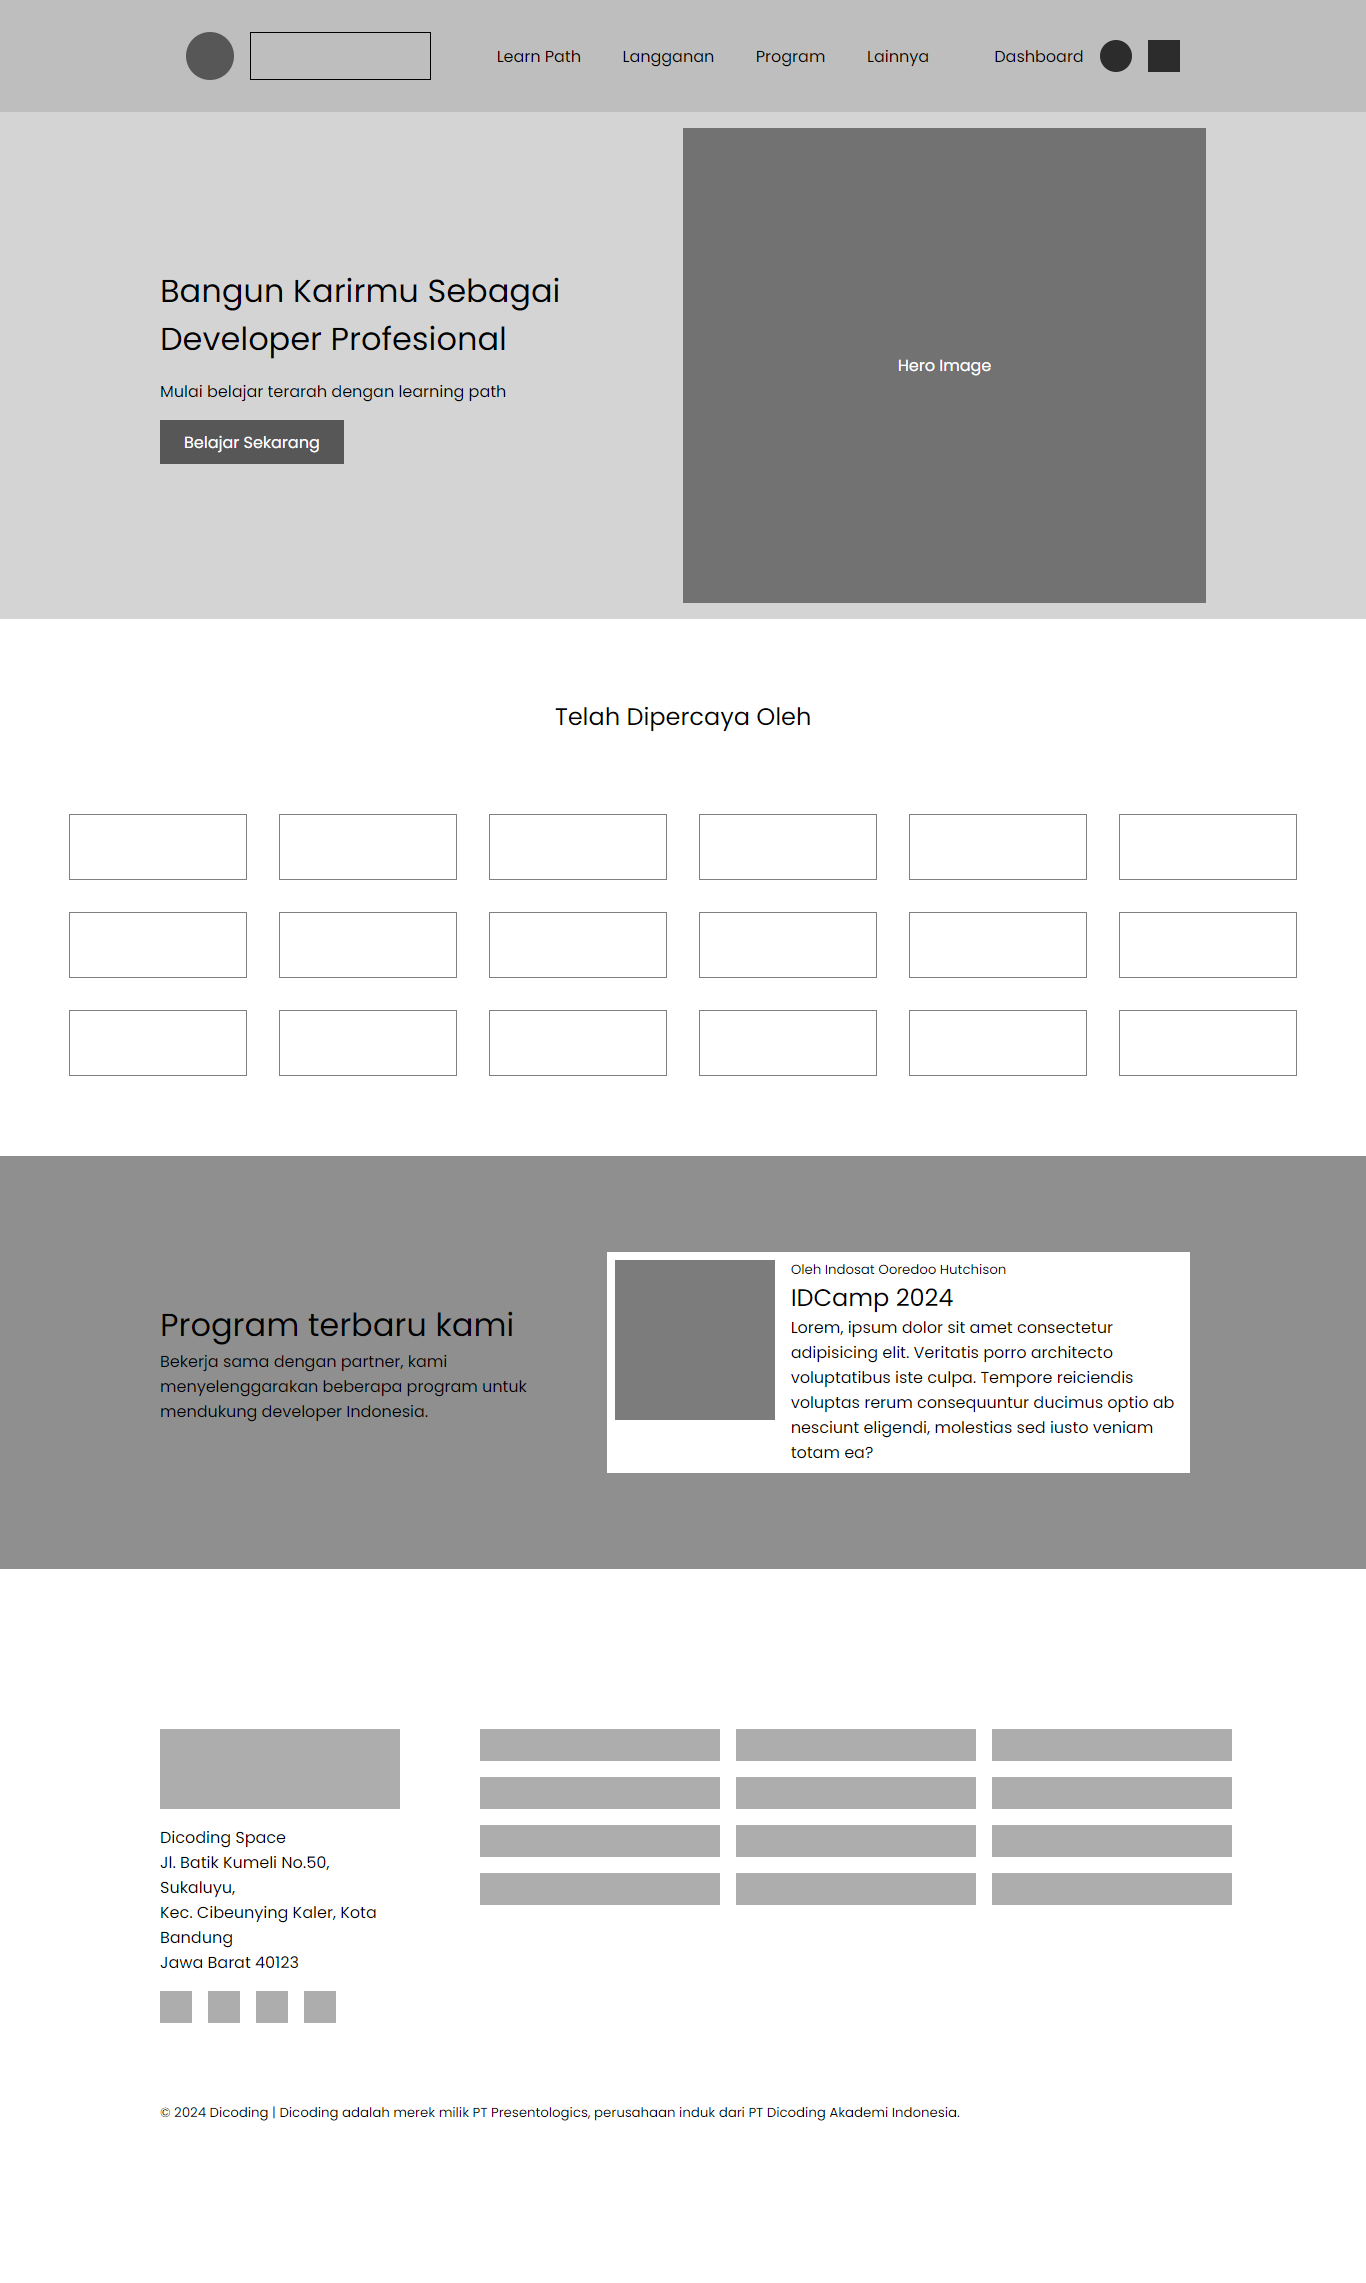 Learn Path
Langganan
Program
Lainnya
Dashboard
Bangun Karirmu Sebagai
Developer Profesional
Mulai belajar terarah dengan learning path
Belajar Sekarang
Hero Image
Telah Dipercaya Oleh
Program terbaru kami
Bekerja sama dengan partner, kami
menyelenggarakan beberapa program untuk
mendukung developer Indonesia.
Oleh Indosat Ooredoo Hutchison
IDCamp 2024
Lorem, ipsum dolor sit amet consectetur
adipisicing elit. Veritatis porro architecto
voluptatibus iste culpa. Tempore reiciendis
voluptas rerum consequuntur ducimus optio ab
nesciunt eligendi, molestias sed iusto veniam
totam ea?
Dicoding Space
Jl. Batik Kumeli No.50,
Sukaluyu,
Kec. Cibeunying Kaler, Kota
Bandung
Jawa Barat 40123
© 2024 Dicoding | Dicoding adalah merek milik PT Presentologics, perusahaan induk dari PT Dicoding Akademi Indonesia.